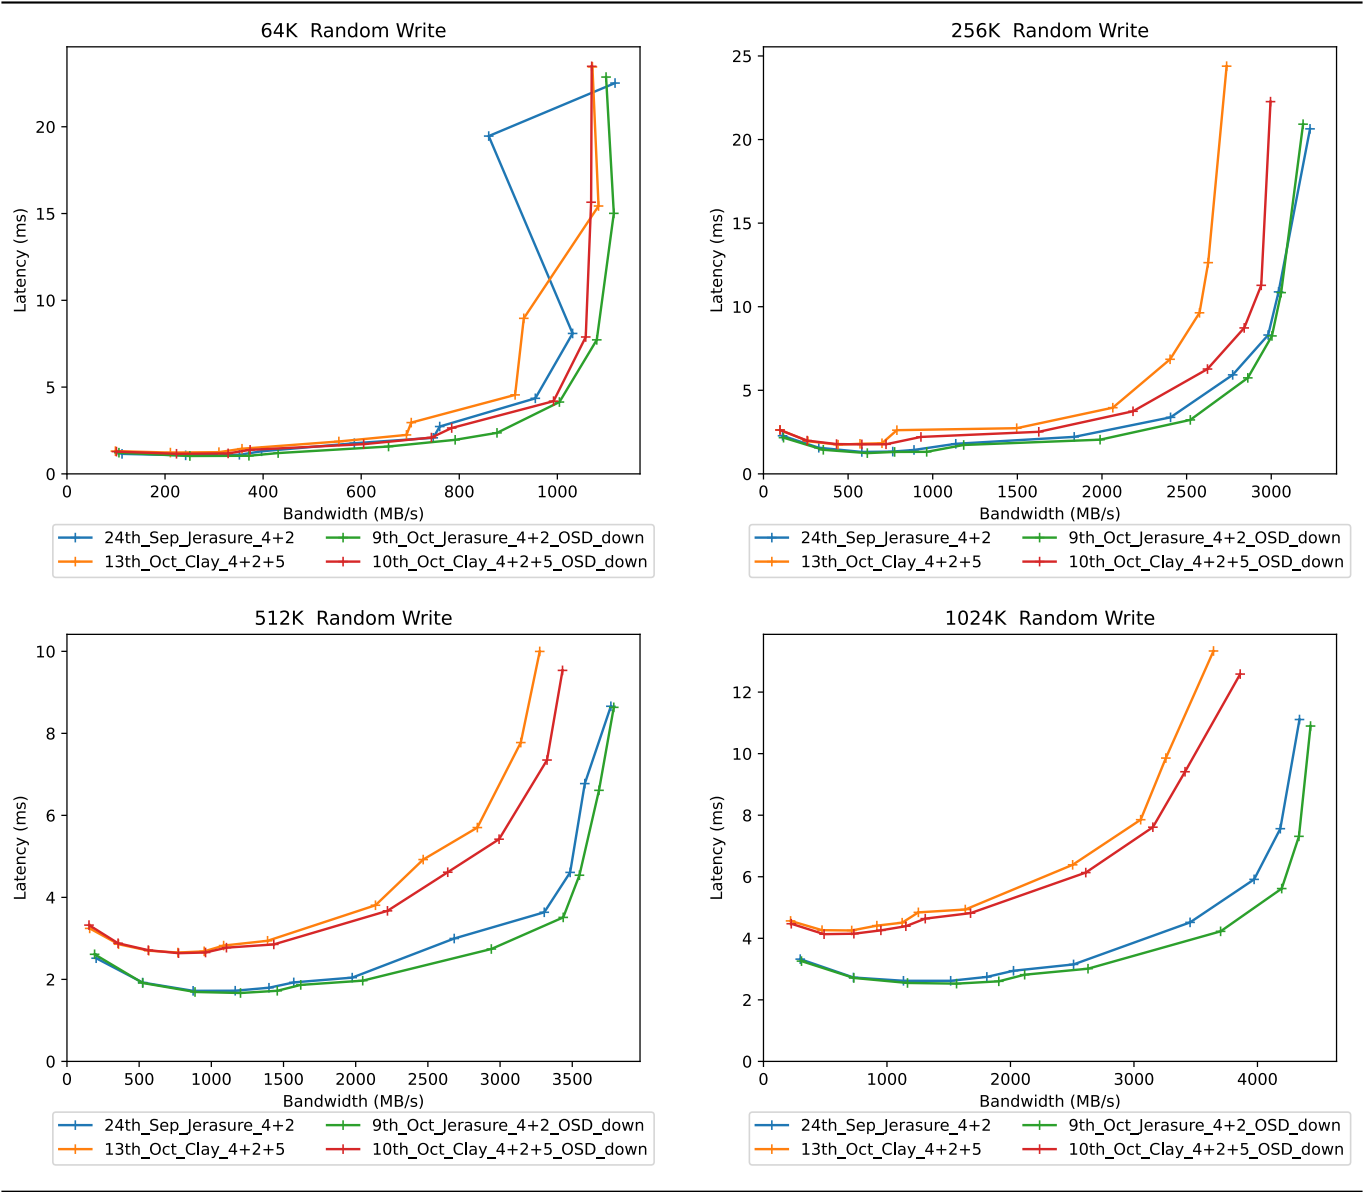 64K  Random Write
Latency (ms)
20
15
10
5
0
0 200 400 600 800 1000
Bandwidth (MB/s)
24th_Sep_Jerasure_4+2 9th_Oct_Jerasure_4+2_OSD_down
13th_Oct_Clay_4+2+5 10th_Oct_Clay_4+2+5_OSD_down
256K  Random Write
Latency (ms)
25
20
15
10
5
0
0 500 1000 1500 2000 2500 3000
Bandwidth (MB/s)
24th_Sep_Jerasure_4+2 9th_Oct_Jerasure_4+2_OSD_down
13th_Oct_Clay_4+2+5 10th_Oct_Clay_4+2+5_OSD_down
512K  Random Write
Latency (ms)
10
8
6
4
2
0
0 500 1000 1500 2000 2500 3000 3500
Bandwidth (MB/s)
24th_Sep_Jerasure_4+2 9th_Oct_Jerasure_4+2_OSD_down
13th_Oct_Clay_4+2+5 10th_Oct_Clay_4+2+5_OSD_down
1024K  Random Write
Latency (ms)
12
10
8
6
4
2
0
0 1000 2000 3000 4000
Bandwidth (MB/s)
24th_Sep_Jerasure_4+2 9th_Oct_Jerasure_4+2_OSD_down
13th_Oct_Clay_4+2+5 10th_Oct_Clay_4+2+5_OSD_down